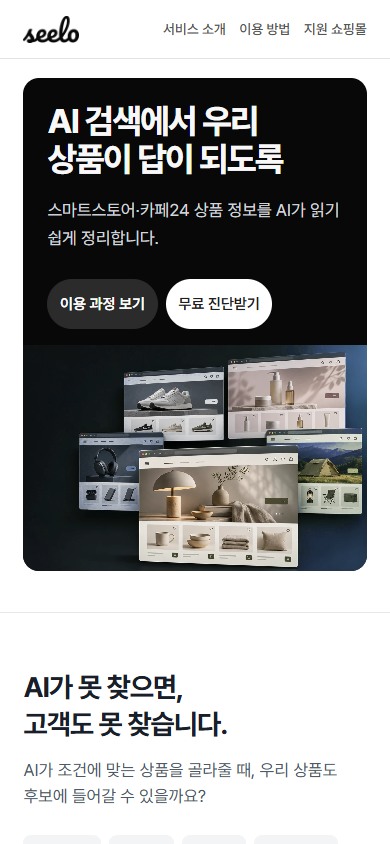 seelo
서비스 소개 이용 방법 지원 쇼핑몰
AI 검색에서 우리
상품이 답이 되도록
스마트스토어·카페24 상품 정보를 AI가 읽기
쉽게 정리합니다.
이용 과정 보기 무료 진단받기
AI가 못 찾으면,
고객도 못 찾습니다.
AI가 조건에 맞는 상품을 골라줄 때, 우리 상품도
후보에 들어갈 수 있을까요?